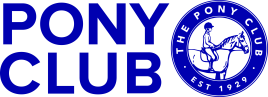 PONY
CLUB
· THE PONY CLUB ·
EST 1929